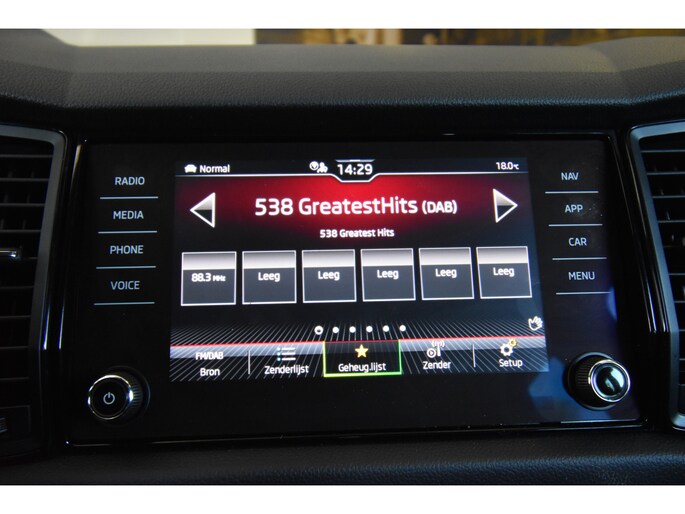 RADIO
MEDIA
PHONE
VOICE
Normal
14:29
18.0°C
538 GreatestHits (DAB)
538 Greatest Hits
88.3 MHz
Leeg
Leeg
Leeg
Leeg
Leeg
FM/DAB
Bron
Zenderlijst
Geheug.lijst
Zender
Setup
NAV
APP
CAR
MENU